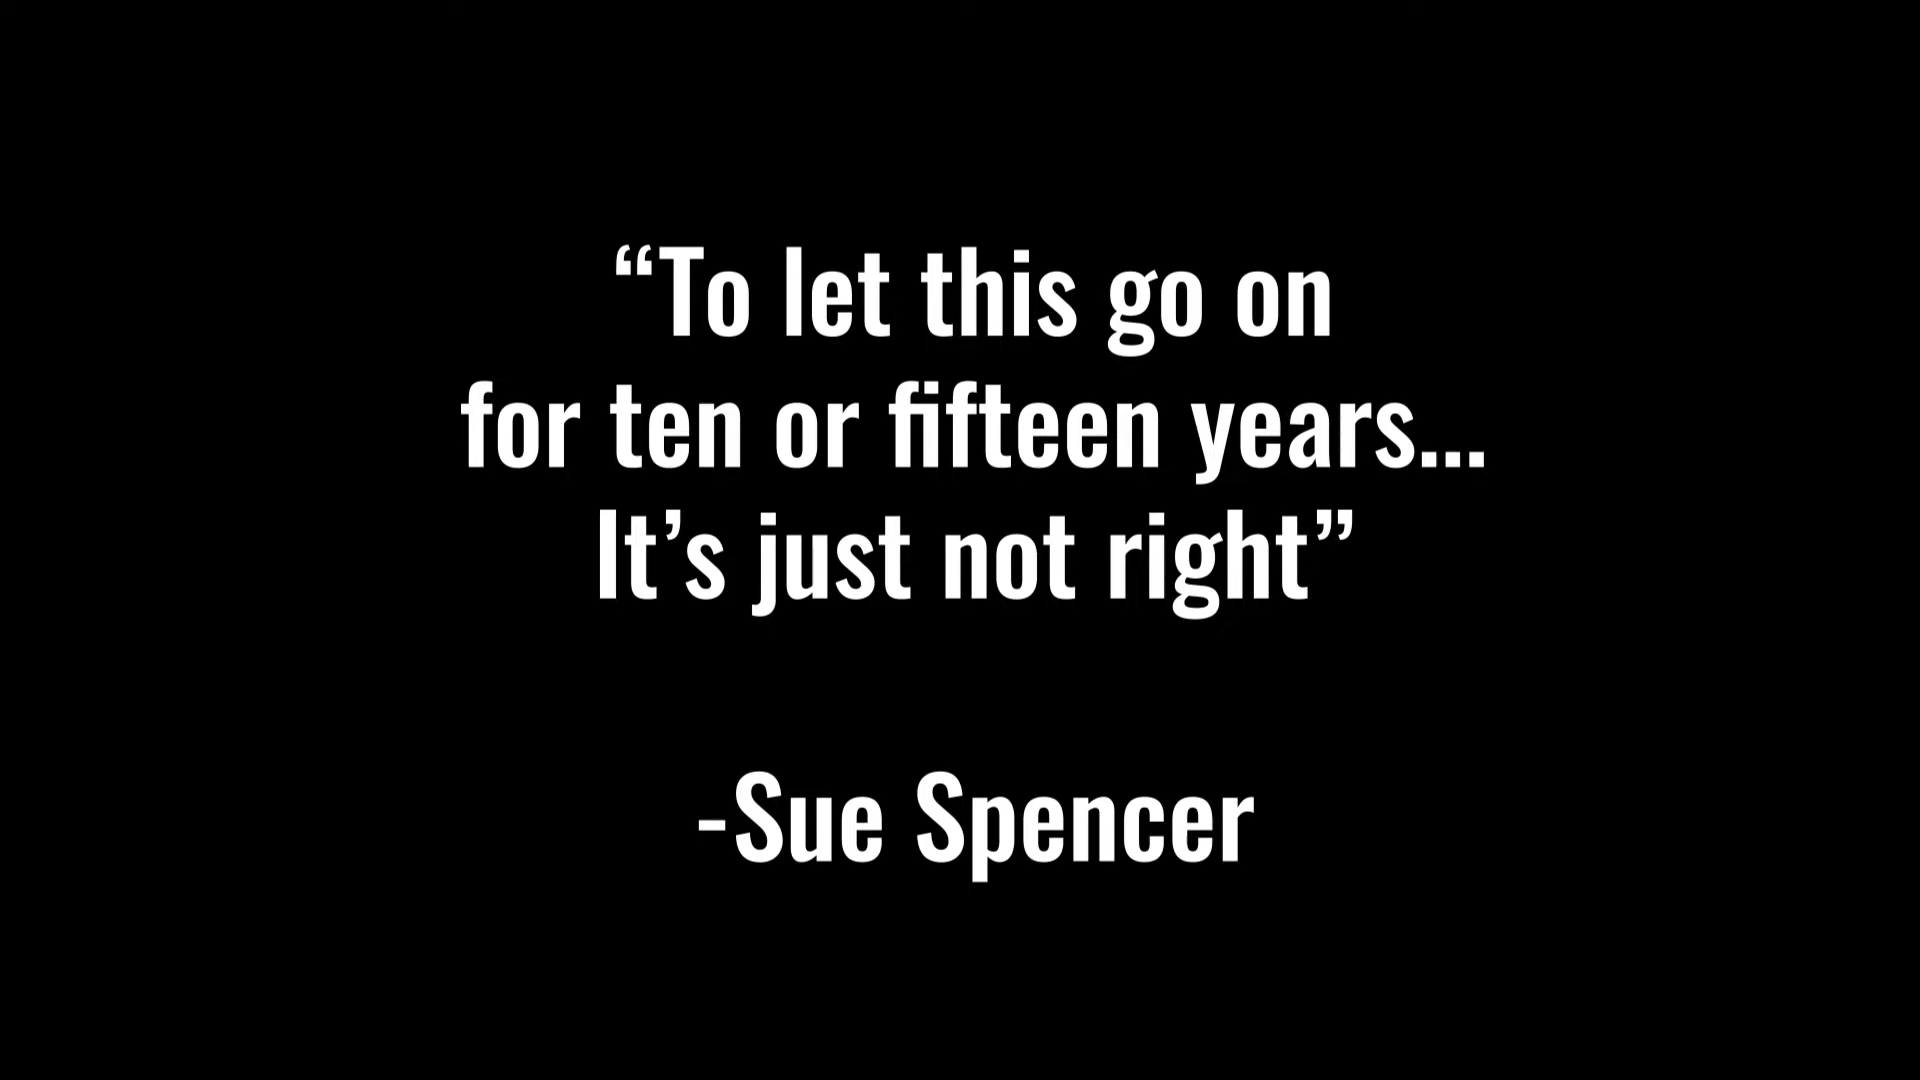 “To let this go on
for ten or fifteen years...
It’s just not right”
-Sue Spencer